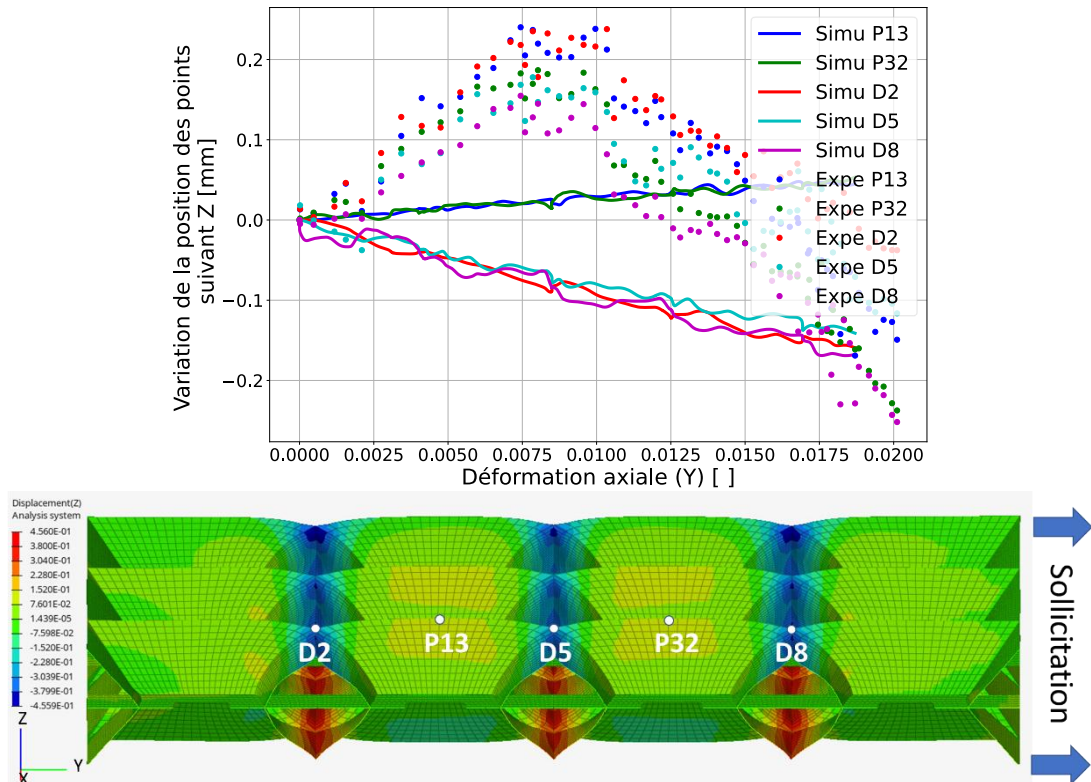 Variation de la position des points
suivant Z [mm]
0.2
0.1
0.0
−0.1
−0.2
Simu P13
Simu P32
Simu D2
Simu D5
Simu D8
Expe P13
Expe P32
Expe D2
Expe D5
Expe D8
0.0000 0.0025 0.0050 0.0075 0.0100 0.0125 0.0150 0.0175 0.0200
Déformation axiale (Y) [ ]
Displacement(Z)
Analysis system
4.560E-01
3.800E-01
3.040E-01
2.280E-01
1.520E-01
7.601E-02
1.439E-05
-7.598E-02
-1.520E-01
-2.280E-01
-3.039E-01
-3.799E-01
-4.559E-01
D2 P13 D5 P32 D8
Sollicitation
Z
Y
X